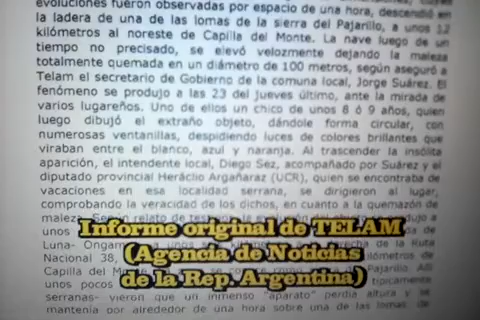 evoluciones fueron observadas por espacio de una hora, descendió en
la ladera de una de las lomas de la sierra del Pajarillo, a unos 12
kilómetros al noreste de Capilla del Monte. La nave luego de un
tiempo no precisado, se elevó velozmente dejando la maleza
totalmente quemada en un diámetro de 100 metros, según aseguró a
Telam el secretario de Gobierno de la comuna local, Jorge Suárez. El
fenómeno se produjo a las 23 del jueves último, ante la mirada de
varios lugareños. Uno de ellos un chico de unos 8 ó 9 años, quien
luego dibujó el extraño objeto, dándole forma circular, con
numerosas ventanillas, despidiendo luces de colores brillantes que
viraban entre el blanco, azul y naranja. Al trascender la insólita
aparición, el intendente local, Diego Sez, acompañado por Suárez y el
diputado provincial Heráclio Argañaraz (UCR), quien se encontraba de
vacaciones en esa localidad serrana, se dirigieron al lugar,
comprobando la veracidad de los dichos, en cuanto a la quemazón de
maleza. Según relato de
unos
Informe original de TELAM
Luna- Ongam
Nacional 38,
(Agencia de Noticias
Capilla del Monte
de la Rep. Argentina)
unos pocos típicamente
serranas- vieron que un inmenso "aparato" perdía altura y se
mantenía por alrededor de una hora sobre una de las lomas de